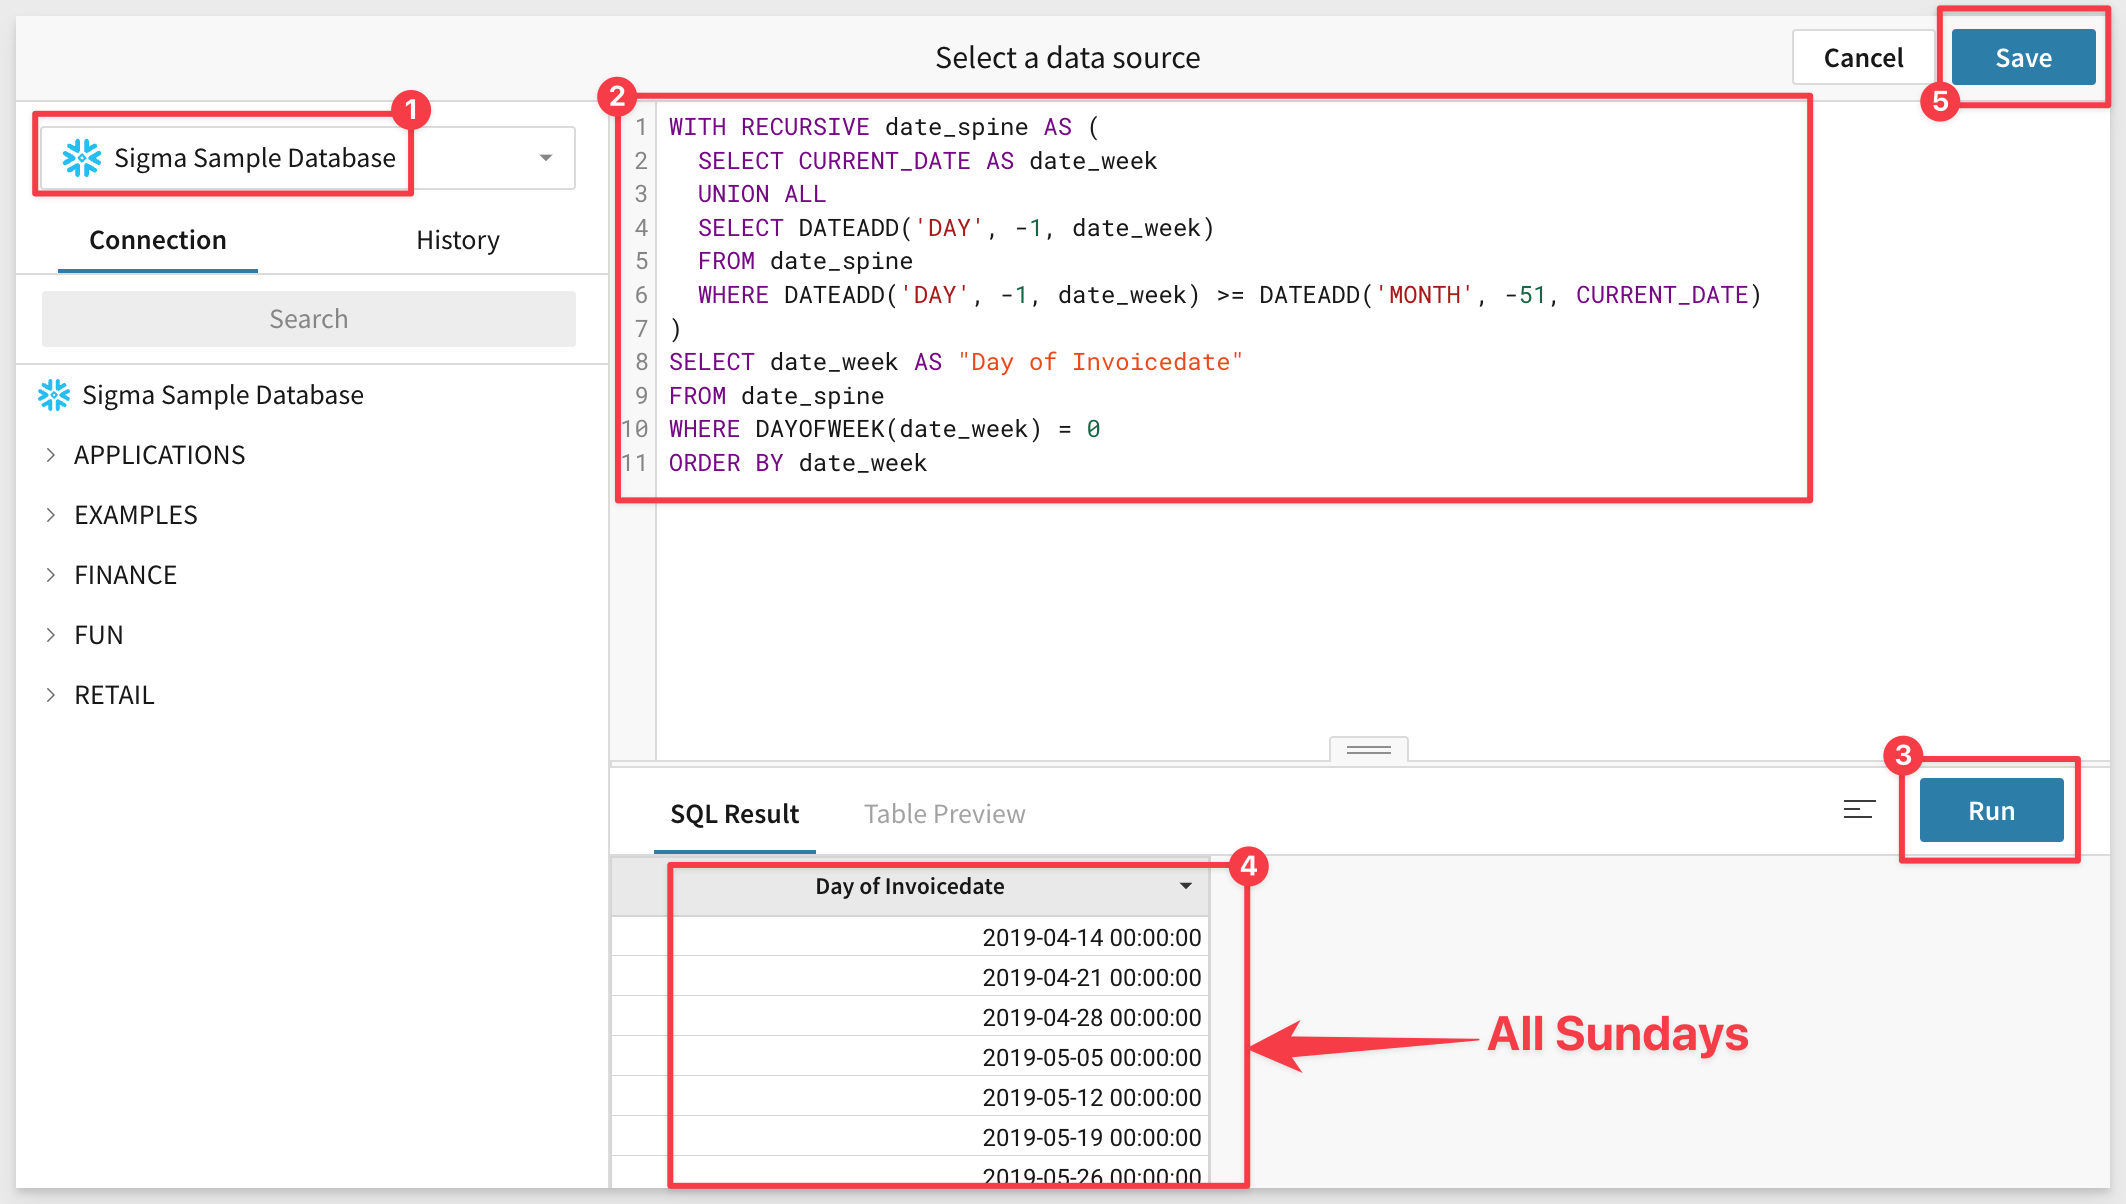 Select a data source
Cancel
Save
5
1
Sigma Sample Database
Connection
History
Search
Sigma Sample Database
APPLICATIONS
EXAMPLES
FINANCE
FUN
RETAIL
2
1 WITH RECURSIVE date_spine AS (
2 SELECT CURRENT_DATE AS date_week
3 UNION ALL
4 SELECT DATEADD('DAY', -1, date_week)
5 FROM date_spine
6 WHERE DATEADD('DAY', -1, date_week) >= DATEADD('MONTH', -51, CURRENT_DATE)
7 )
8 SELECT date_week AS "Day of Invoicedate"
9 FROM date_spine
10 WHERE DAYOFWEEK(date_week) = 0
11 ORDER BY date_week
3
SQL Result
Table Preview
Run
4
Day of Invoicedate
2019-04-14 00:00:00
2019-04-21 00:00:00
2019-04-28 00:00:00
2019-05-05 00:00:00
2019-05-12 00:00:00
2019-05-19 00:00:00
2019-05-26 00:00:00
All Sundays